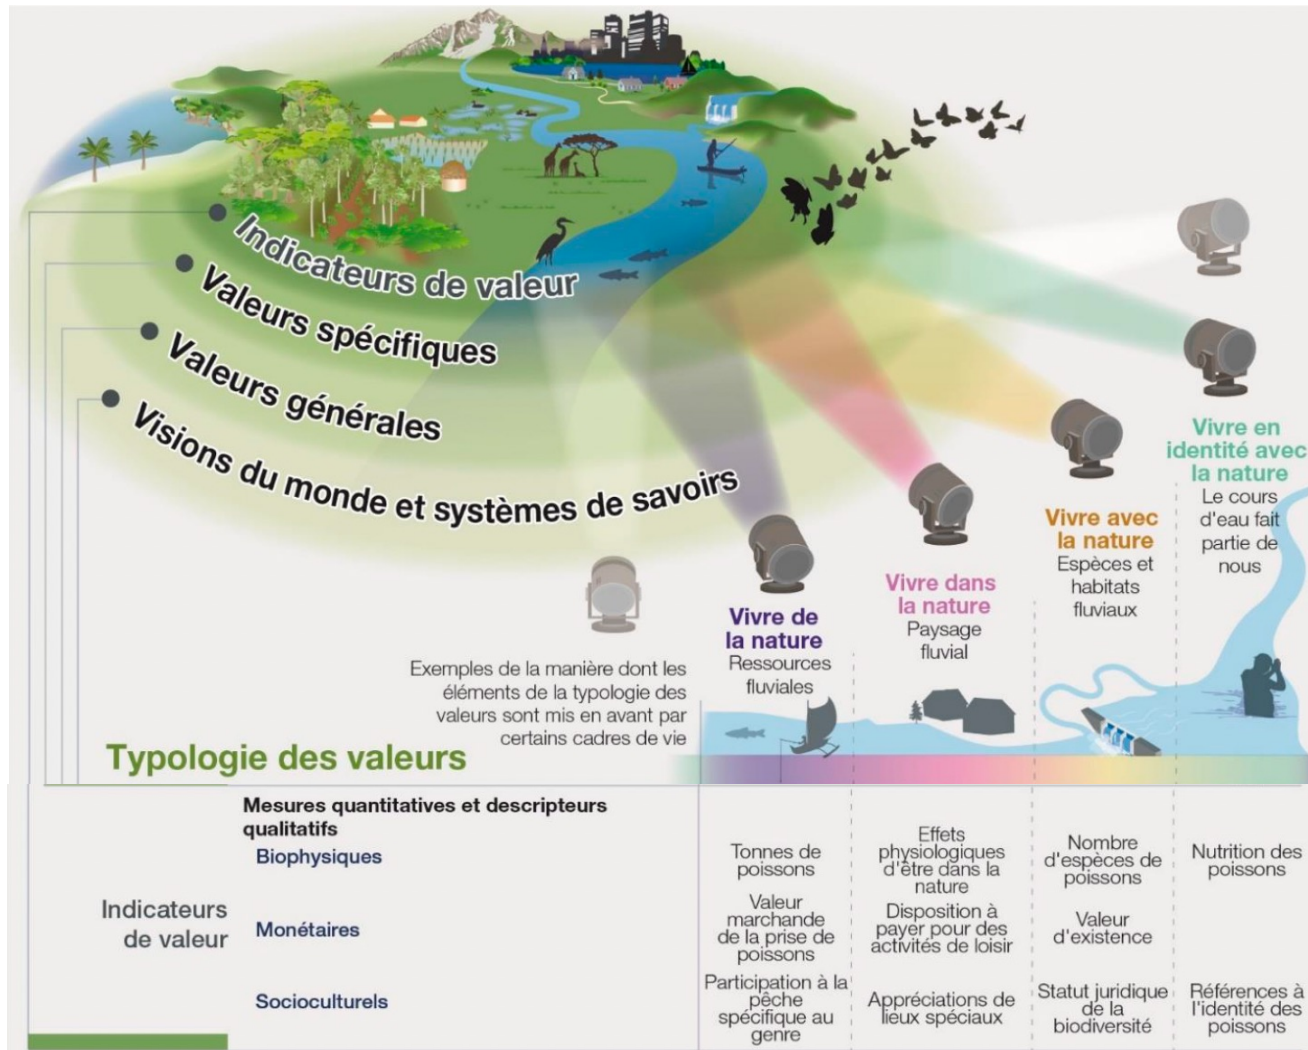 Indicateurs de valeur
Valeurs spécifiques
Valeurs générales
Visions du monde et systèmes de savoirs
Vivre en
identité avec
la nature
Le cours
d'eau fait
partie de
nous
Vivre avec
la nature
Espèces et
habitats
fluviaux
Vivre dans
la nature
Paysage
fluvial
Vivre de
la nature
Ressources
fluviales
Exemples de la manière dont les
éléments de la typologie des
valeurs sont mis en avant par
certains cadres de vie
Typologie des valeurs
Mesures quantitatives et descripteurs
qualitatifs
Indicateurs
de valeur
Biophysiques
Tonnes de
poissons
Effets
physiologiques
d'être dans la
nature
Nombre
d'espèces de
poissons
Nutrition des
poissons
Monétaires
Valeur
marchande
de la prise de
poissons
Disposition à
payer pour des
activités de loisir
Valeur
d'existence
Socioculturels
Participation à la
pêche
spécifique au
genre
Appréciations de
lieux spéciaux
Statut juridique
de la
biodiversité
Références à
l'identité des
poissons